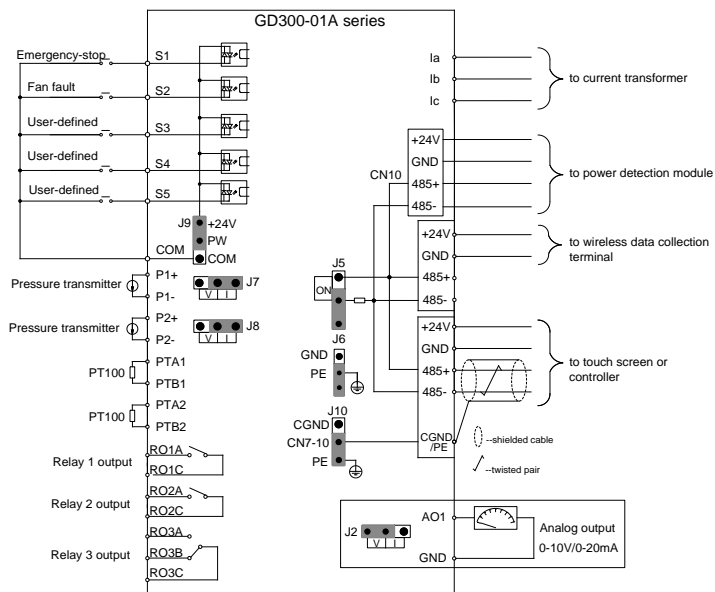 GD300-01A series
Emergency-stop
S1
Fan fault
S2
User-defined
S3
User-defined
S4
User-defined
S5
J9
+24V
PW
COM
COM
Pressure transmitter
P1+
P1-
V I
J7
Pressure transmitter
P2+
P2-
V I
J8
PT100
PTA1
PTB1
PT100
PTA2
PTB2
Relay 1 output
RO1A
RO1C
Relay 2 output
RO2A
RO2C
Relay 3 output
RO3A
RO3B
RO3C
Ia
Ib
Ic
to current transformer
CN10
+24V
GND
485+
485-
to power detection module
+24V
GND
485+
485-
to wireless data collection
terminal
J5
ON
J6
GND
PE
+24V
GND
485+
485-
to touch screen or
controller
J10
CGND
CN7-10
PE
CGND
/PE
--shielded cable
--twisted pair
J2
V I
AO1
GND
Analog output
0-10V/0-20mA